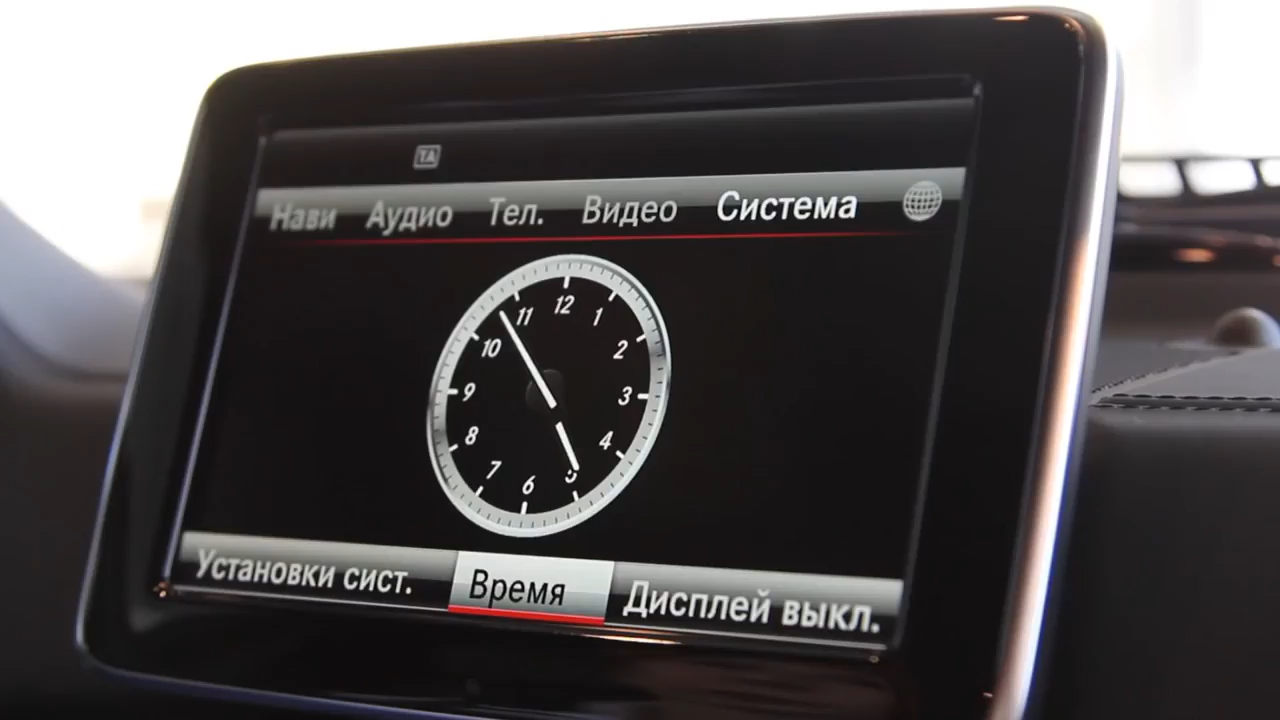 TA
Нави Аудио Тел. Видео Система
12
11 1
10 2
9 3
8 4
7 5
6
Установки сист. Время Дисплей выкл.